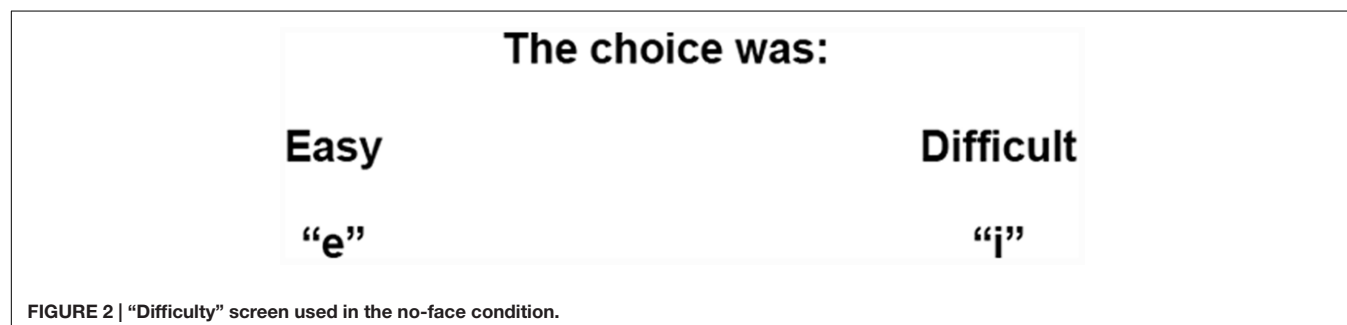 The choice was:
Easy Difficult
“e” “i”
FIGURE 2 | “Difficulty” screen used in the no-face condition.